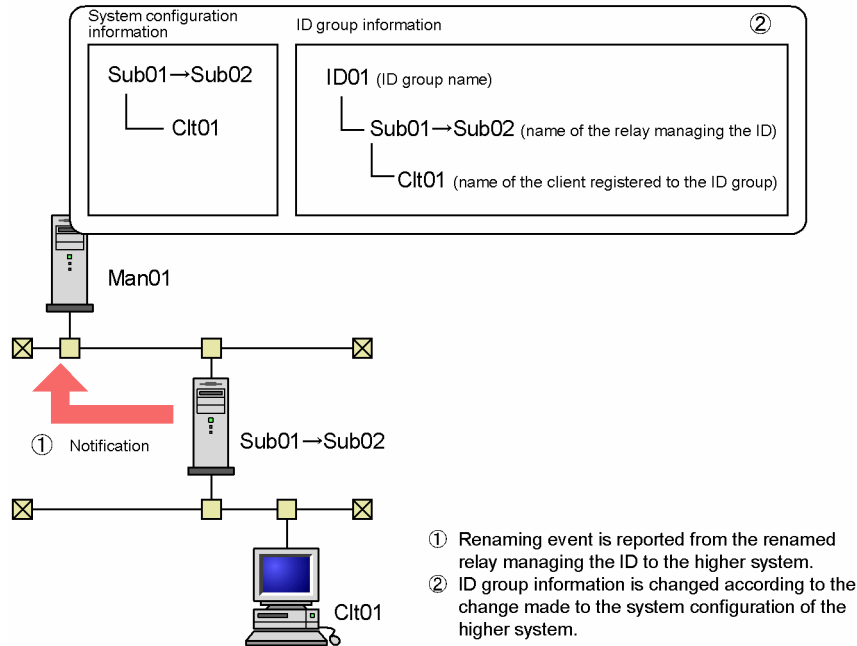 System configuration
information
ID group information
②
Sub01→Sub02
Clt01
ID01 (ID group name)
Sub01→Sub02 (name of the relay managing the ID)
Clt01 (name of the client registered to the ID group)
Man01
① Notification
Sub01→Sub02
Clt01
① Renaming event is reported from the renamed
relay managing the ID to the higher system.
② ID group information is changed according to the
change made to the system configuration of the
higher system.